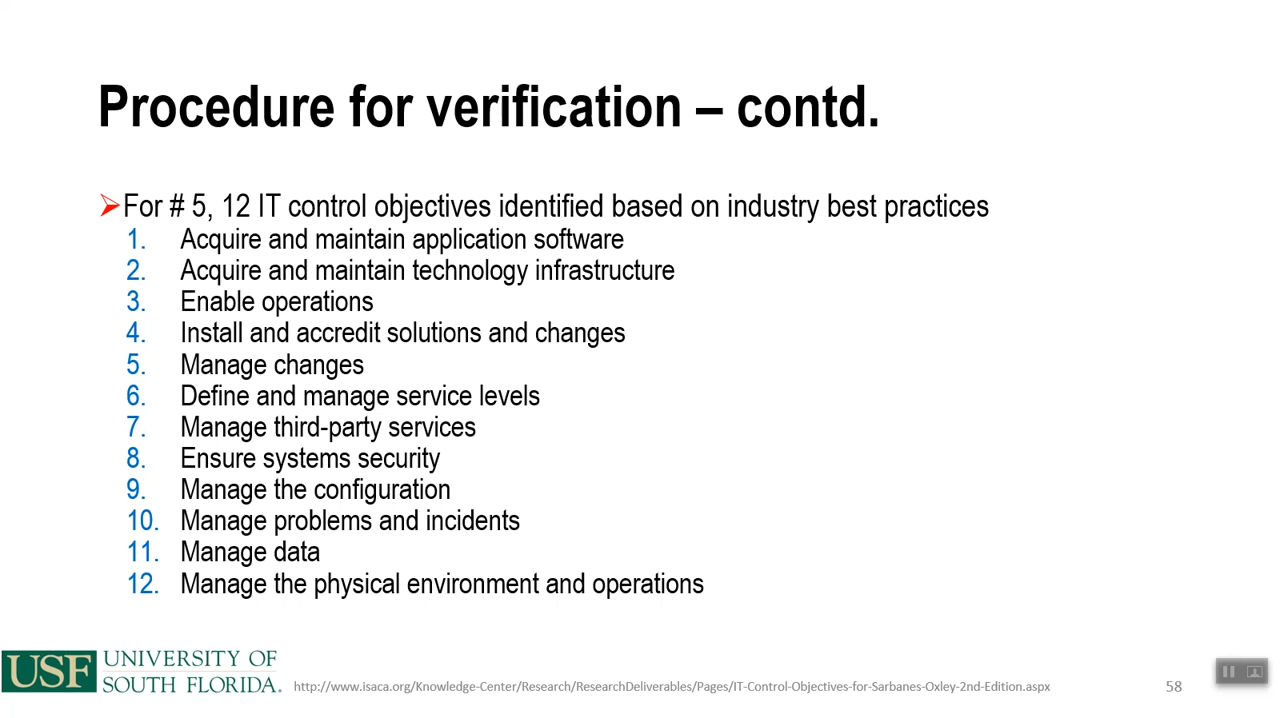 Procedure for verification – contd.
For # 5, 12 IT control objectives identified based on industry best practices
1. Acquire and maintain application software
2. Acquire and maintain technology infrastructure
3. Enable operations
4. Install and accredit solutions and changes
5. Manage changes
6. Define and manage service levels
7. Manage third-party services
8. Ensure systems security
9. Manage the configuration
10. Manage problems and incidents
11. Manage data
12. Manage the physical environment and operations
USF UNIVERSITY OF
SOUTH FLORIDA.
http://www.isaca.org/Knowledge-Center/Research/ResearchDeliverables/Pages/IT-Control-Objectives-for-Sarbanes-Oxley-2nd-Edition.aspx
58